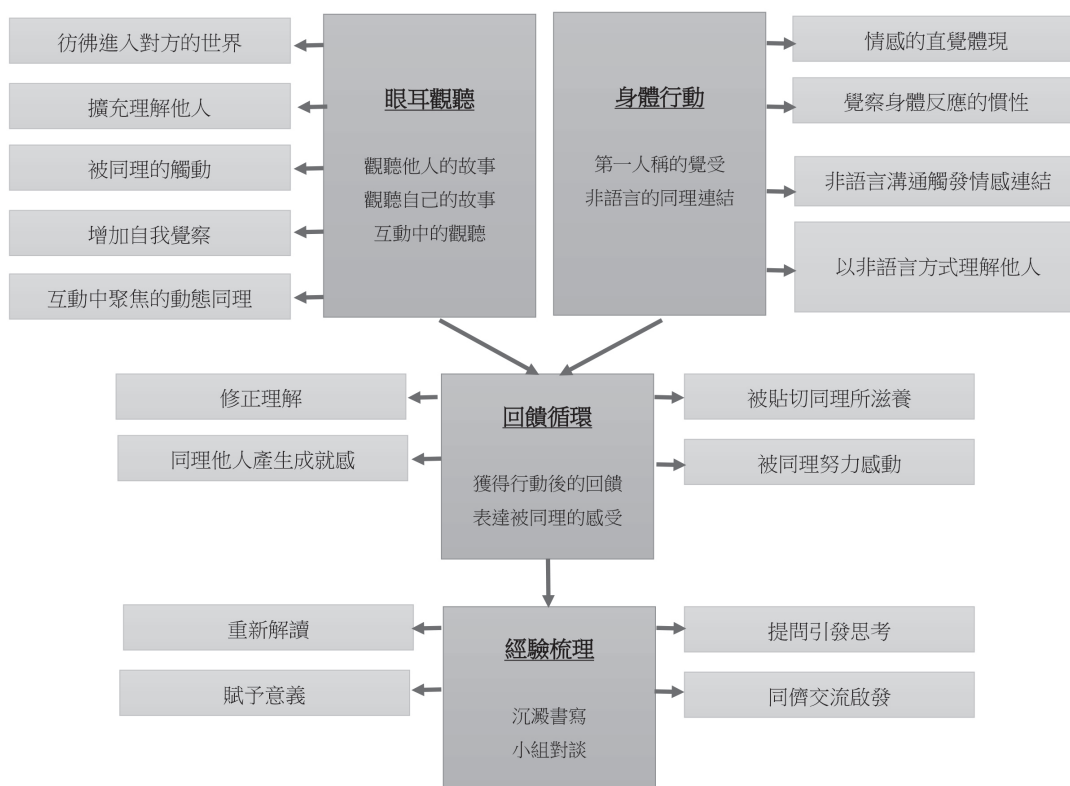 彷彿進入對方的世界
擴充理解他人
被同理的觸動
增加自我覺察
互動中聚焦的動態同理
眼耳觀聽
觀聽他人的故事
觀聽自己的故事
互動中的觀聽
身體行動
第一人稱的覺受
非語言的同理連結
情感的直覺體現
覺察身體反應的慣性
非語言溝通觸發情感連結
以非語言方式理解他人
修正理解
同理他人產生成就感
回饋循環
獲得行動後的回饋
表達被同理的感受
被貼切同理所滋養
被同理努力感動
重新解讀
賦予意義
經驗梳理
沉澱書寫
小組對談
提問引發思考
同儕交流啟發